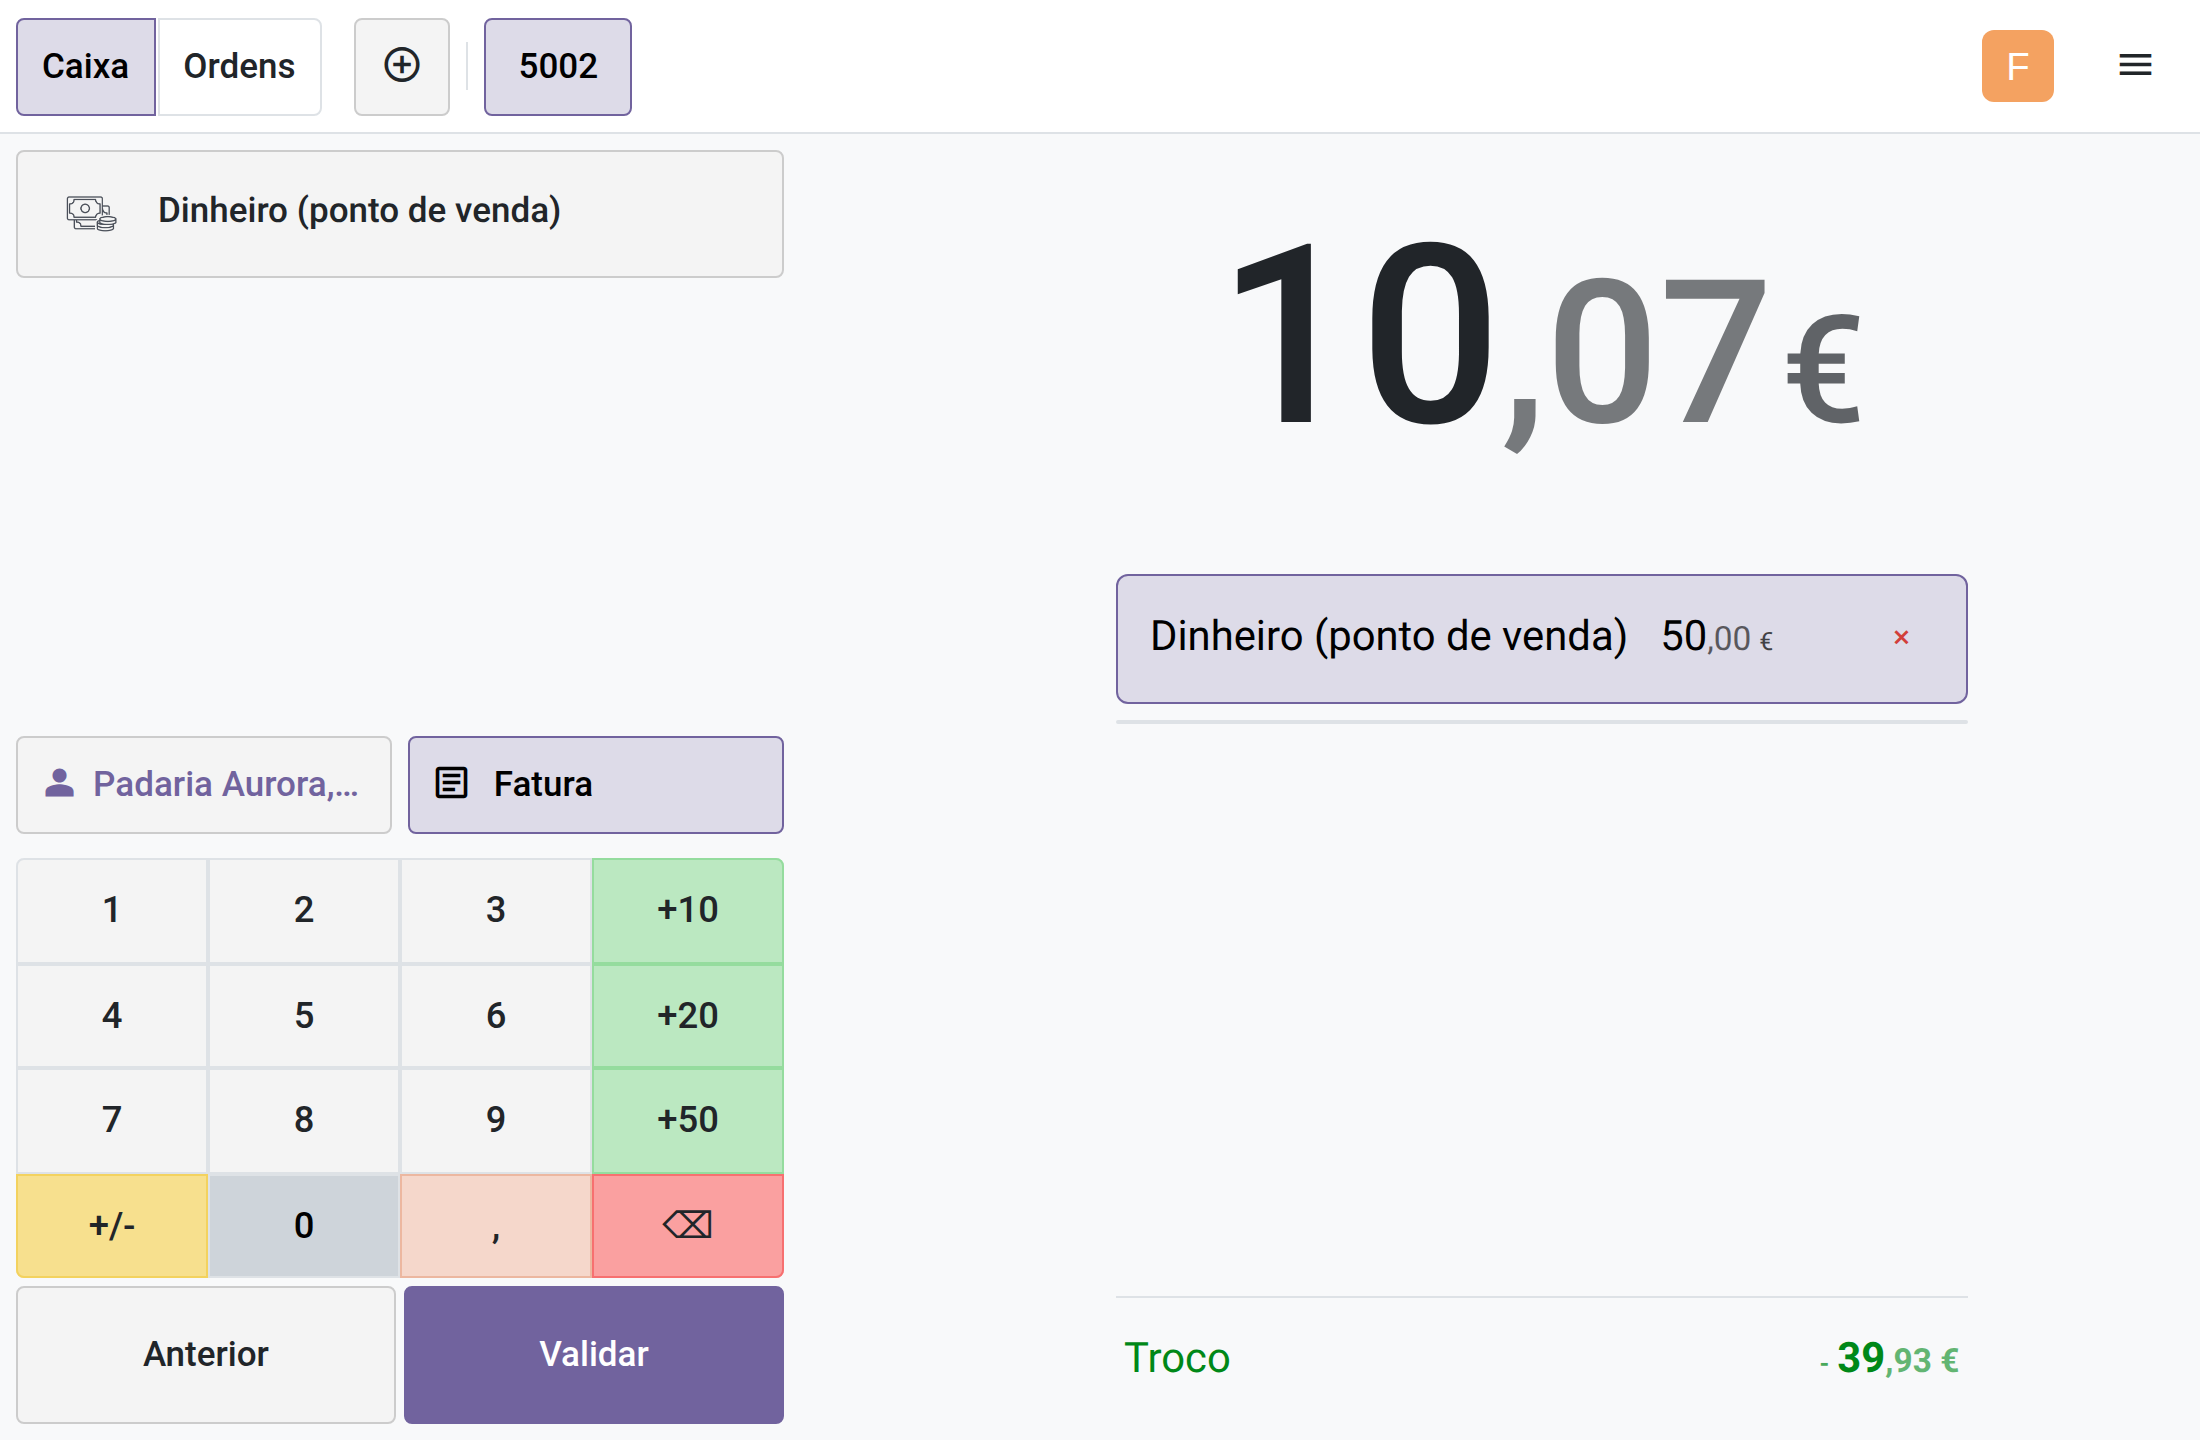 Caixa Ordens 5002 F
Dinheiro (ponto de venda)
10,07€
Dinheiro (ponto de venda) 50,00 € ×
Padaria Aurora,... Fatura
1 2 3 +10
4 5 6 +20
7 8 9 +50
+/- 0 , ⌫
Anterior Validar
Troco - 39,93 €